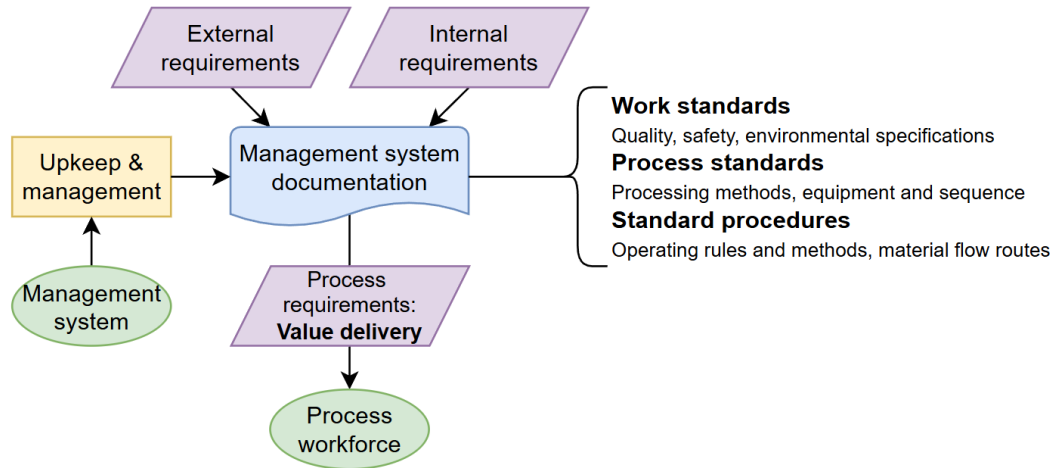 External
requirements
Internal
requirements
Upkeep &
management
Management system
documentation
Work standards
Quality, safety, environmental specifications
Process standards
Processing methods, equipment and sequence
Standard procedures
Operating rules and methods, material flow routes
Management
system
Process
requirements:
Value delivery
Process
workforce